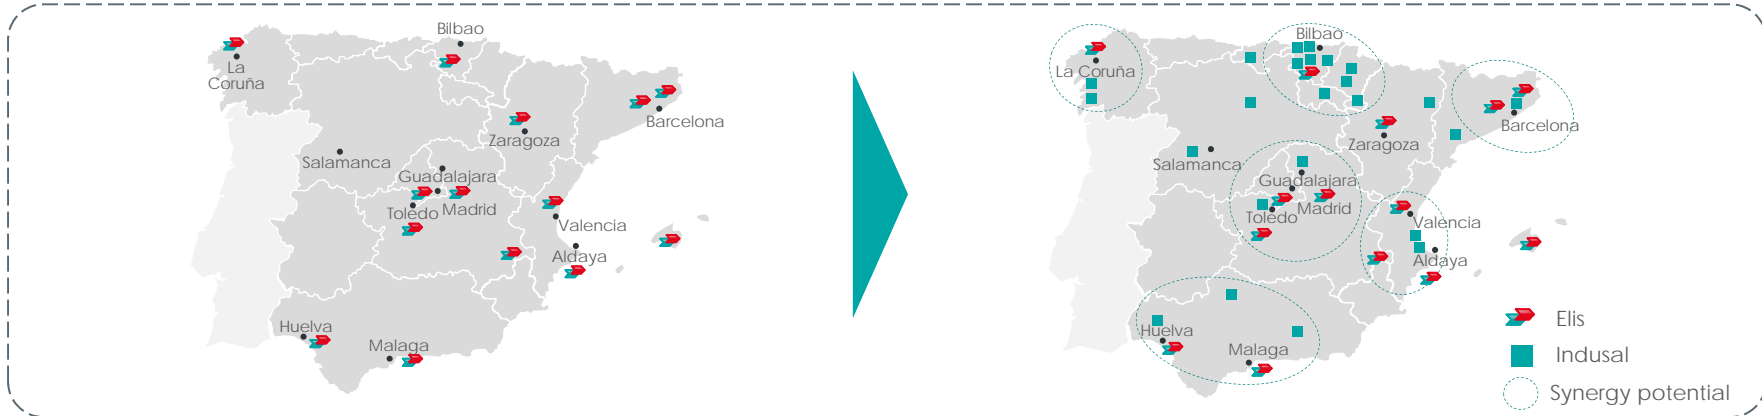 Bilbao
La
Coruña
Barcelona
Zaragoza
Salamanca
Guadalajara
Toledo
Madrid
Valencia
Aldaya
Huelva
Malaga
Bilbao
La Coruña
Barcelona
Zaragoza
Salamanca
Guadalajara
Toledo
Madrid
Valencia
Aldaya
Huelva
Malaga
Elis
Indusal
Synergy potential